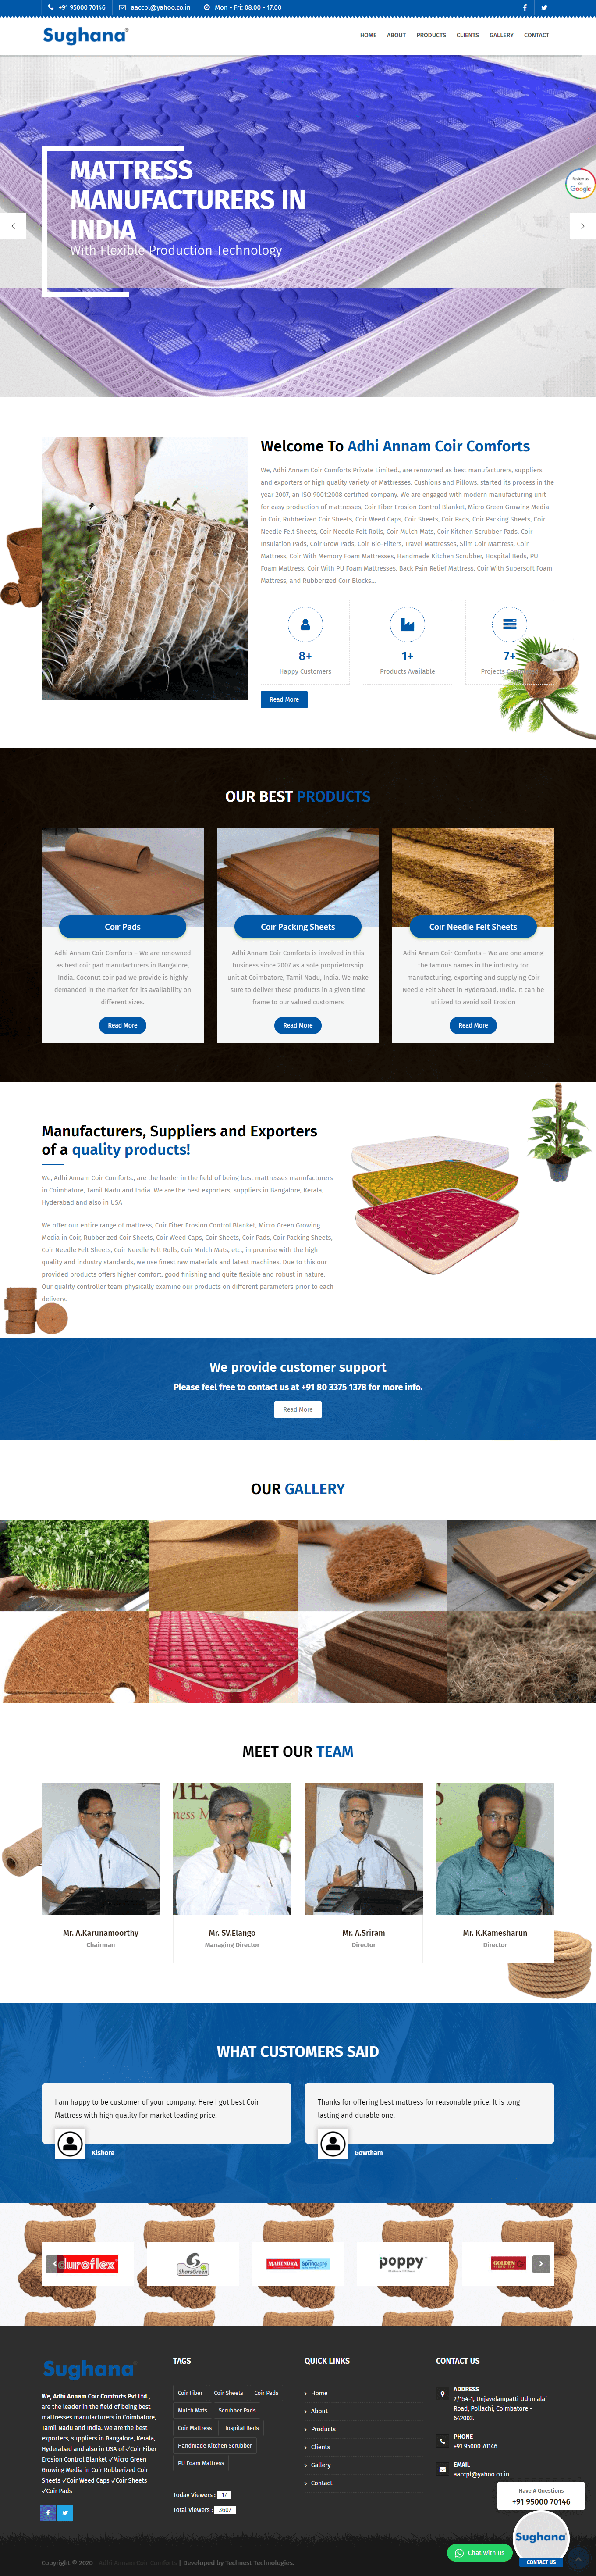 +91 95000 70146 aaccpl@yahoo.co.in Mon - Fri: 08.00 - 17.00
Sughana®
HOME ABOUT PRODUCTS CLIENTS GALLERY CONTACT
MATTRESS
MANUFACTURERS IN
INDIA
With Flexible Production Technology
Review us
on
Google
Welcome To Adhi Annam Coir Comforts
We, Adhi Annam Coir Comforts Private Limited., are renowned as best manufacturers, suppliers
and exporters of high quality variety of Mattresses, Cushions and Pillows, started its process in the
year 2007, an ISO 9001:2008 certified company. We are engaged with modern manufacturing unit
for easy production of mattresses, Coir Fiber Erosion Control Blanket, Micro Green Growing Media
in Coir, Rubberized Coir Sheets, Coir Weed Caps, Coir Sheets, Coir Pads, Coir Packing Sheets, Coir
Needle Felt Sheets, Coir Needle Felt Rolls, Coir Mulch Mats, Coir Kitchen Scrubber Pads, Coir
Insulation Pads, Coir Grow Pads, Coir Bio-Filters, Travel Mattresses, Slim Coir Mattress, Coir
Mattress, Coir With Memory Foam Mattresses, Handmade Kitchen Scrubber, Hospital Beds, PU
Foam Mattress, Coir With PU Foam Mattresses, Back Pain Relief Mattress, Coir With Supersoft Foam
Mattress, and Rubberized Coir Blocks...
8+
Happy Customers
1+
Products Available
7+
Projects
Read More
OUR BEST PRODUCTS
Coir Pads
Adhi Annam Coir Comforts – We are renowned
as best coir pad manufacturers in Bangalore,
India. Coconut coir pad we provide is highly
demanded in the market for its availability on
different sizes.
Read More
Coir Packing Sheets
Adhi Annam Coir Comforts is involved in this
business since 2007 as a sole proprietorship
unit at Coimbatore, Tamil Nadu, India. We make
sure to deliver these products in a given time
frame to our valued customers
Read More
Coir Needle Felt Sheets
Adhi Annam Coir Comforts – We are one among
the famous names in the industry for
manufacturing, exporting and supplying Coir
Needle Felt Sheet in Hyderabad, India. It can be
utilized to avoid soil Erosion
Read More
Manufacturers, Suppliers and Exporters
of a quality products!
We, Adhi Annam Coir Comforts., are the leader in the field of being best mattresses manufacturers
in Coimbatore, Tamil Nadu and India. We are the best exporters, suppliers in Bangalore, Kerala,
Hyderabad and also in USA
We offer our entire range of mattress, Coir Fiber Erosion Control Blanket, Micro Green Growing
Media in Coir, Rubberized Coir Sheets, Coir Weed Caps, Coir Sheets, Coir Pads, Coir Packing Sheets,
Coir Needle Felt Sheets, Coir Needle Felt Rolls, Coir Mulch Mats, etc., in promise with the high
quality and industry standards, we use finest raw materials and latest machines. Due to this our
provided products offers higher comfort, good finishing and quite flexible and robust in nature.
Our quality controller team physically examine our products on different parameters prior to each
delivery.
We provide customer support
Please feel free to contact us at +91 80 3375 1378 for more info.
Read More
OUR GALLERY
MEET OUR TEAM
Mr. A.Karunamoorthy
Chairman
Mr. SV.Elango
Managing Director
Mr. A.Sriram
Director
Mr. K.Kamesharun
Director
WHAT CUSTOMERS SAID
I am happy to be customer of your company. Here I got best Coir
Mattress with high quality for market leading price.
Kishore
Thanks for offering best mattress for reasonable price. It is long
lasting and durable one.
Gowtham
duroflex
SharsGreen
MAHENDRA SpringZone
poppy
GOLDEN
Sughana
We, Adhi Annam Coir Comforts Pvt Ltd.,
are the leader in the field of being best
mattresses manufacturers in Coimbatore,
Tamil Nadu and India. We are the best
exporters, suppliers in Bangalore, Kerala,
Hyderabad and also in USA of ✓Coir Fiber
Erosion Control Blanket ✓Micro Green
Growing Media in Coir Rubberized Coir
Sheets ✓Coir Weed Caps ✓Coir Sheets
✓Coir Pads
TAGS
Coir Fiber Coir Sheets Coir Pads
Mulch Mats Scrubber Pads
Coir Mattress Hospital Beds
Handmade Kitchen Scrubber
PU Foam Mattress
Today Viewers : 17
Total Viewers : 3607
QUICK LINKS
Home
About
Products
Clients
Gallery
Contact
CONTACT US
ADDRESS
2/154-1, Unjavelampatti Udumalai
Road, Pollachi, Coimbatore -
642003.
PHONE
+91 95000 70146
EMAIL
aaccpl@yahoo.co.in
Have A Questions
+91 95000 70146
Sughana
CONTACT US
Chat with us
Copyright © 2020 Adhi Annam Coir Comforts | Developed by Technest Technologies.